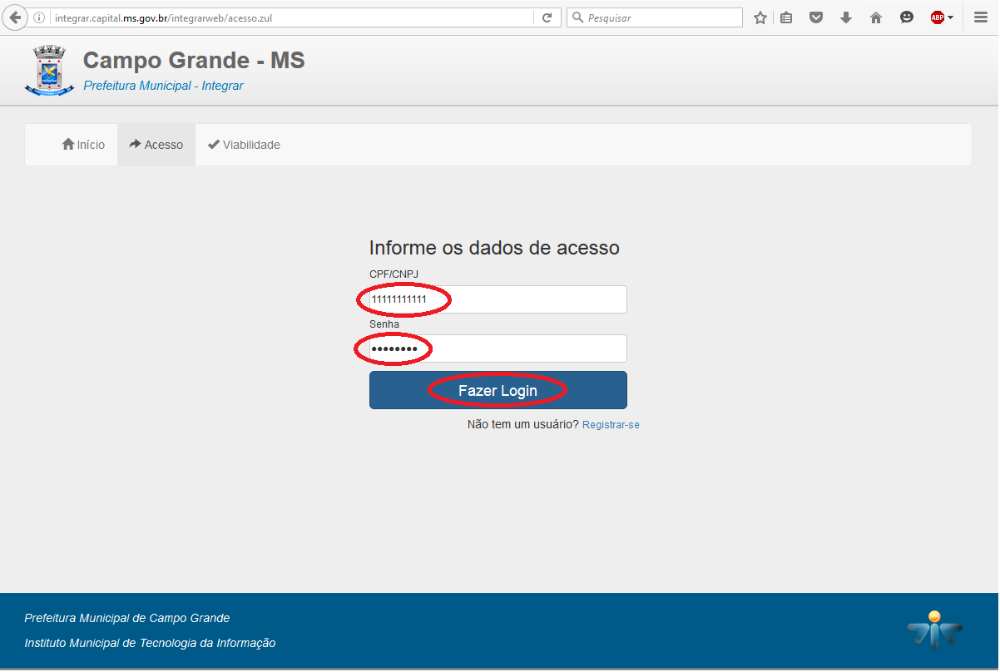 integrar.capital.ms.gov.br/integrarweb/acesso.zul
Pesquisar
ABP
Campo Grande - MS
Prefeitura Municipal - Integrar
Início
Acesso
Viabilidade
Informe os dados de acesso
CPF/CNPJ
11111111111
Senha
••••••••
Fazer Login
Não tem um usuário? Registrar-se
Prefeitura Municipal de Campo Grande
Instituto Municipal de Tecnologia da Informação